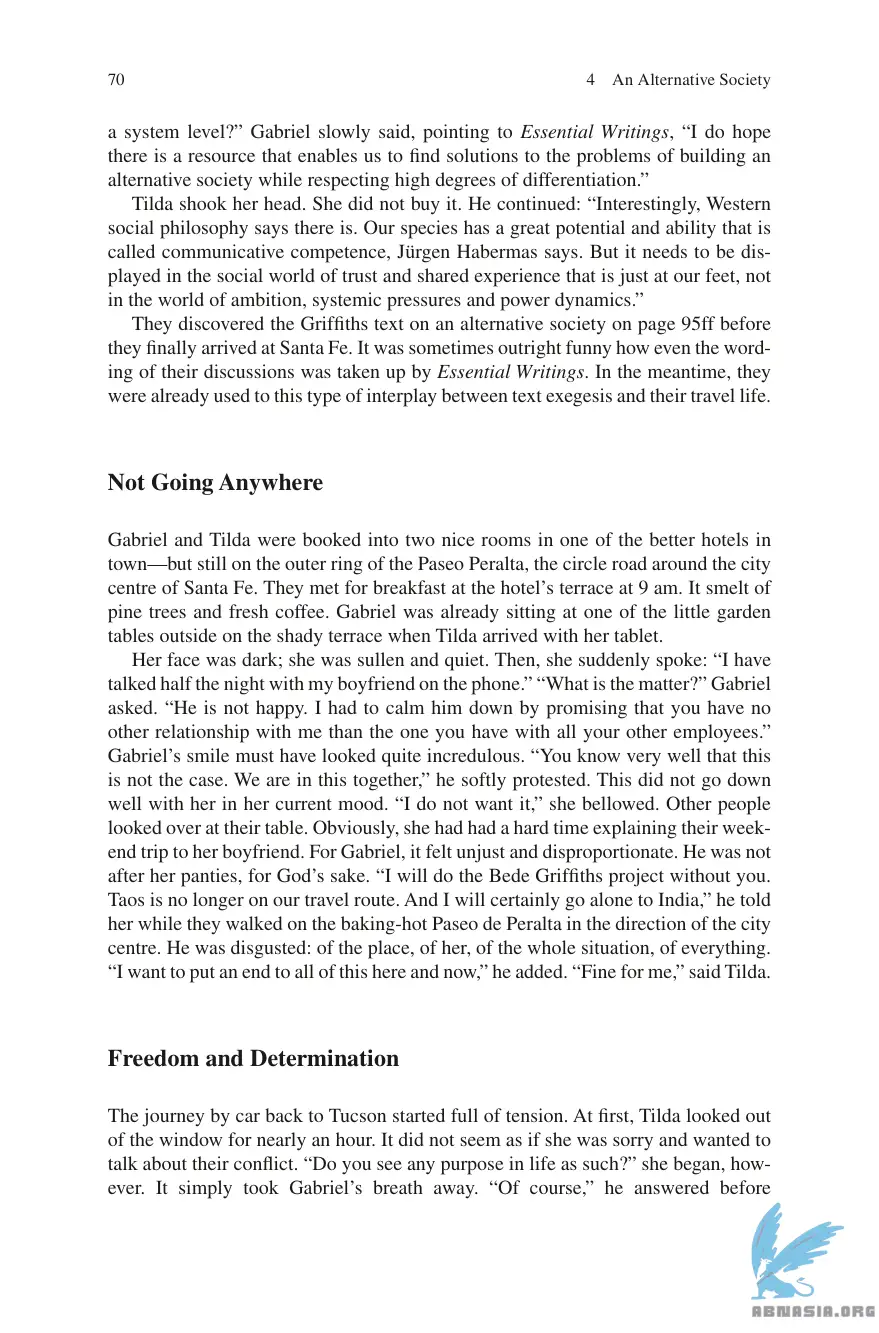 70
4 An Alternative Society
a system level?” Gabriel slowly said, pointing to Essential Writings, “I do hope
there is a resource that enables us to find solutions to the problems of building an
alternative society while respecting high degrees of differentiation.”
Tilda shook her head. She did not buy it. He continued: “Interestingly, Western
social philosophy says there is. Our species has a great potential and ability that is
called communicative competence, Jürgen Habermas says. But it needs to be dis-
played in the social world of trust and shared experience that is just at our feet, not
in the world of ambition, systemic pressures and power dynamics.”
They discovered the Griffiths text on an alternative society on page 95ff before
they finally arrived at Santa Fe. It was sometimes outright funny how even the word-
ing of their discussions was taken up by Essential Writings. In the meantime, they
were already used to this type of interplay between text exegesis and their travel life.
Not Going Anywhere
Gabriel and Tilda were booked into two nice rooms in one of the better hotels in
town—but still on the outer ring of the Paseo Peralta, the circle road around the city
centre of Santa Fe. They met for breakfast at the hotel’s terrace at 9 am. It smelt of
pine trees and fresh coffee. Gabriel was already sitting at one of the little garden
tables outside on the shady terrace when Tilda arrived with her tablet.
Her face was dark; she was sullen and quiet. Then, she suddenly spoke: “I have
talked half the night with my boyfriend on the phone.” “What is the matter?” Gabriel
asked. “He is not happy. I had to calm him down by promising that you have no
other relationship with me than the one you have with all your other employees.”
Gabriel’s smile must have looked quite incredulous. “You know very well that this
is not the case. We are in this together,” he softly protested. This did not go down
well with her in her current mood. “I do not want it,” she bellowed. Other people
looked over at their table. Obviously, she had had a hard time explaining their week-
end trip to her boyfriend. For Gabriel, it felt unjust and disproportionate. He was not
after her panties, for God’s sake. “I will do the Bede Griffiths project without you.
Taos is no longer on our travel route. And I will certainly go alone to India,” he told
her while they walked on the baking-hot Paseo de Peralta in the direction of the city
centre. He was disgusted: of the place, of her, of the whole situation, of everything.
“I want to put an end to all of this here and now,” he added. “Fine for me,” said Tilda.
Freedom and Determination
The journey by car back to Tucson started full of tension. At first, Tilda looked out
of the window for nearly an hour. It did not seem as if she was sorry and wanted to
talk about their conflict. “Do you see any purpose in life as such?” she began, how-
ever. It simply took Gabriel’s breath away. “Of course,” he answered before
ABNASIA.ORG